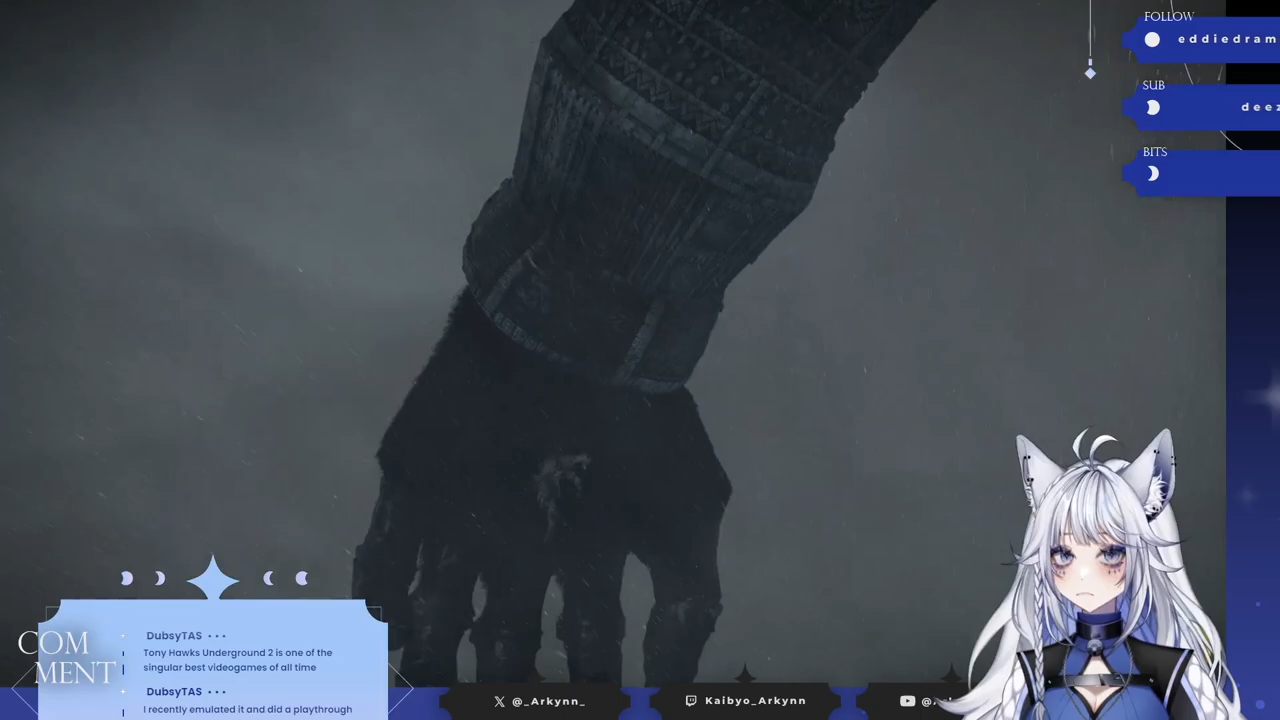 FOLLOW
eddiedram
SUB
deez
BITS
COM
MENT
DubsyTAS
Tony Hawks Underground 2 is one of the
singular best videogames of all time
DubsyTAS
I recently emulated it and did a playthrough
@_Arkynn_
Kaibyo_Arkynn